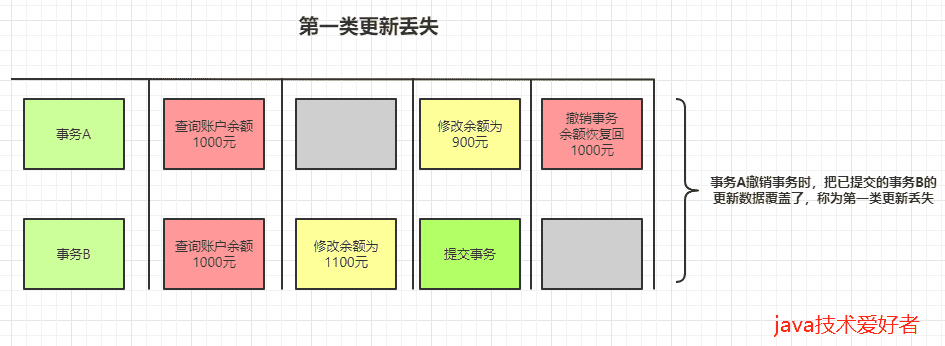 第一类更新丢失
事务A
查询账户余额
1000元
修改余额为
900元
撤销事务
余额恢复回
1000元
事务B
查询账户余额
1000元
修改余额为
1100元
提交事务
事务A撤销事务时，把已提交的事务B的
更新数据覆盖了，称为第一类更新丢失
java技术爱好者